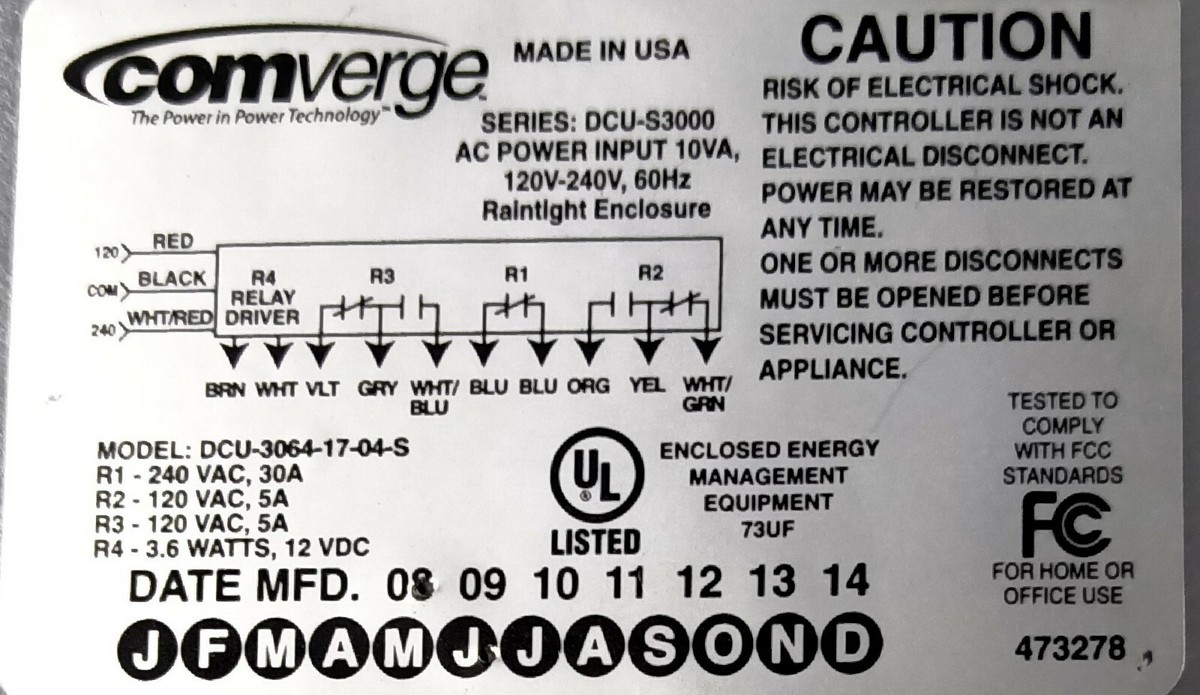 comverge™
The Power in Power Technology™
MADE IN USA
SERIES: DCU-S3000
AC POWER INPUT 10VA,
120V-240V, 60Hz
Raintight Enclosure
CAUTION
RISK OF ELECTRICAL SHOCK.
THIS CONTROLLER IS NOT AN
ELECTRICAL DISCONNECT.
POWER MAY BE RESTORED AT
ANY TIME.
ONE OR MORE DISCONNECTS
MUST BE OPENED BEFORE
SERVICING CONTROLLER OR
APPLIANCE.
120 RED
COM BLACK
240 WHT/RED
R4 R3 R1 R2
RELAY
DRIVER
BRN WHT VLT GRY WHT/ BLU BLU ORG YEL WHT/
BLU GRN
MODEL: DCU-3064-17-04-S
R1 - 240 VAC, 30A
R2 - 120 VAC, 5A
R3 - 120 VAC, 5A
R4 - 3.6 WATTS, 12 VDC
UL®
LISTED
ENCLOSED ENERGY
MANAGEMENT
EQUIPMENT
73UF
TESTED TO
COMPLY
WITH FCC
STANDARDS
FC
FOR HOME OR
OFFICE USE
DATE MFD. 08 09 10 11 12 13 14
J F M A M J J A S O N D
473278